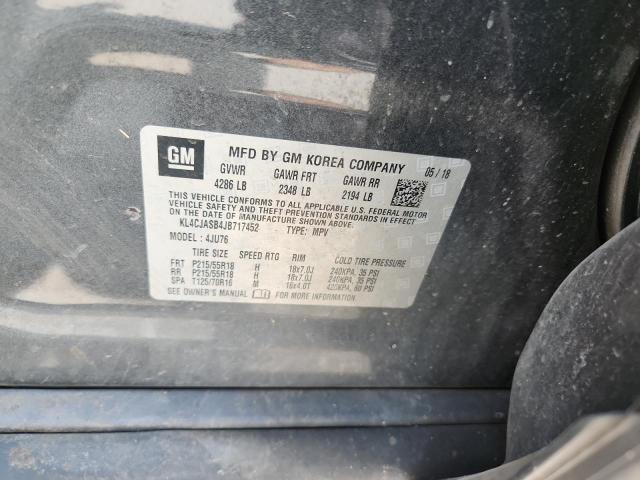 GM MFD BY GM KOREA COMPANY 05 / 18
GVWR GAWR FRT GAWR RR
4286 LB 2348 LB 2194 LB
THIS VEHICLE CONFORMS TO ALL APPLICABLE U.S. FEDERAL MOTOR
VEHICLE SAFETY AND THEFT PREVENTION STANDARDS IN EFFECT ON
THE DATE OF MANUFACTURE SHOWN ABOVE.
KL4CJASB4JB717452 TYPE: MPV
MODEL : 4JU76
TIRE SIZE SPEED RTG RIM COLD TIRE PRESSURE
FRT P215/55R18 H 18x7.0J 240KPA, 35 PSI
RR P215/55R18 H 18x7.0J 240KPA, 35 PSI
SPA T125/70R16 M 16x4.0T 420KPA, 60 PSI
SEE OWNER'S MANUAL FOR MORE INFORMATION.